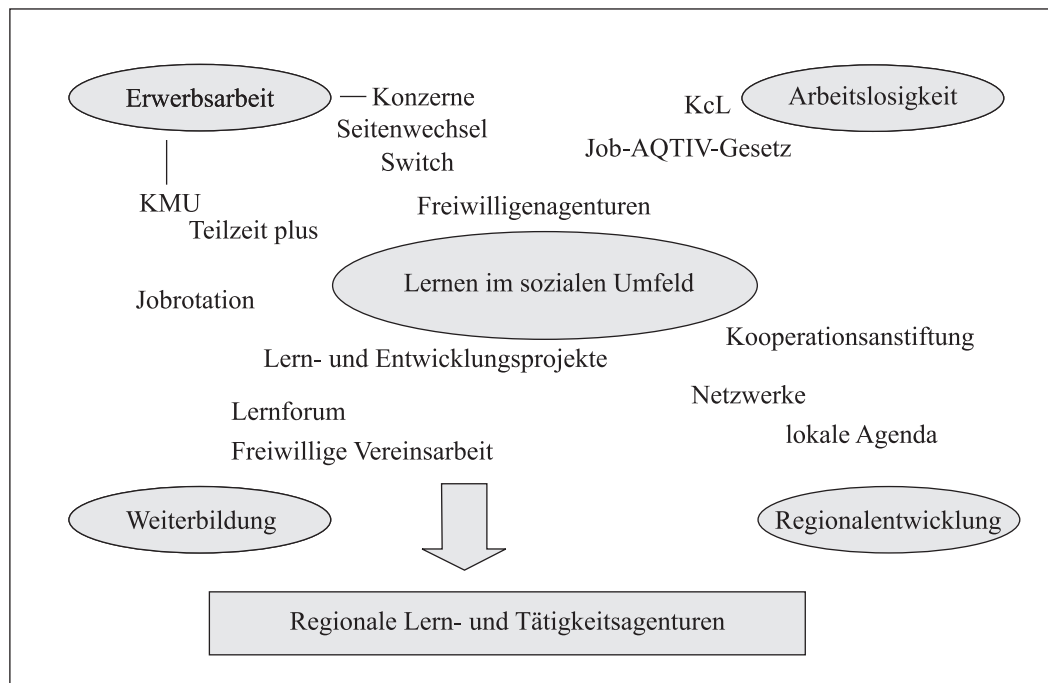 Erwerbsarbeit
Konzerne
Seitenwechsel
Switch
KcL
Arbeitslosigkeit
Job-AQTIV-Gesetz
KMU
Teilzeit plus
Freiwilligenagenturen
Lernen im sozialen Umfeld
Jobrotation
Kooperationsanstiftung
Lern- und Entwicklungsprojekte
Netzwerke
Lernforum
lokale Agenda
Freiwillige Vereinsarbeit
Weiterbildung
Regionalentwicklung
Regionale Lern- und Tätigkeitsagenturen